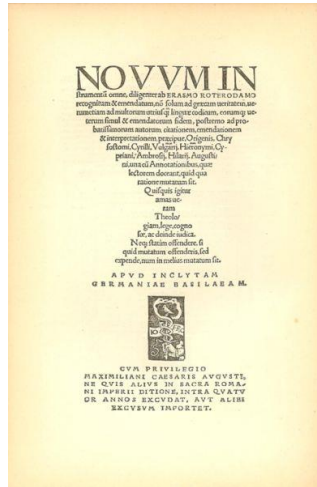 NOVVM IN
strumentū omne, diligenter ab ERASMO ROTERODAMO
recognitum & emendatum, nō solum ad græcam ueritatem, ue-
rumetiam ad multorum utriusq; linguæ codicum, eorumq; ue-
terum simul & emendatorum fidem, postremo ad pro-
batissimorum autorum citationem, emendationem
& interpretationem, præcipue, Origenis, Chry
sostomi, Cyrilli, Vulgarij, Hieronymi, Cy-
priani, Ambrosij, Hilarij, Augusti-
ni, una cū Annotationibus, quæ
lectorem doceant, quid qua
ratione mutatum sit.
Quisquis igitur
amas ue-
ram
Theolo-
giam, lege, cogno
sce, ac deinde iudica.
Neq; statim offendere, si
quid mutatum offenderis, sed
expende, num in melius mutatum sit.
APVD INCLYTAM
GERMANIAE BASILAEAM.
CVM PRIVILEGIO
MAXIMILIANI CAESARIS AVGVSTI,
NE QVIS ALIVS IN SACRA ROMA-
NI IMPERII DITIONE, INTRA QVATV
OR ANNOS EXCVDAT, AVT ALIBI
EXCVSVM IMPORTET.